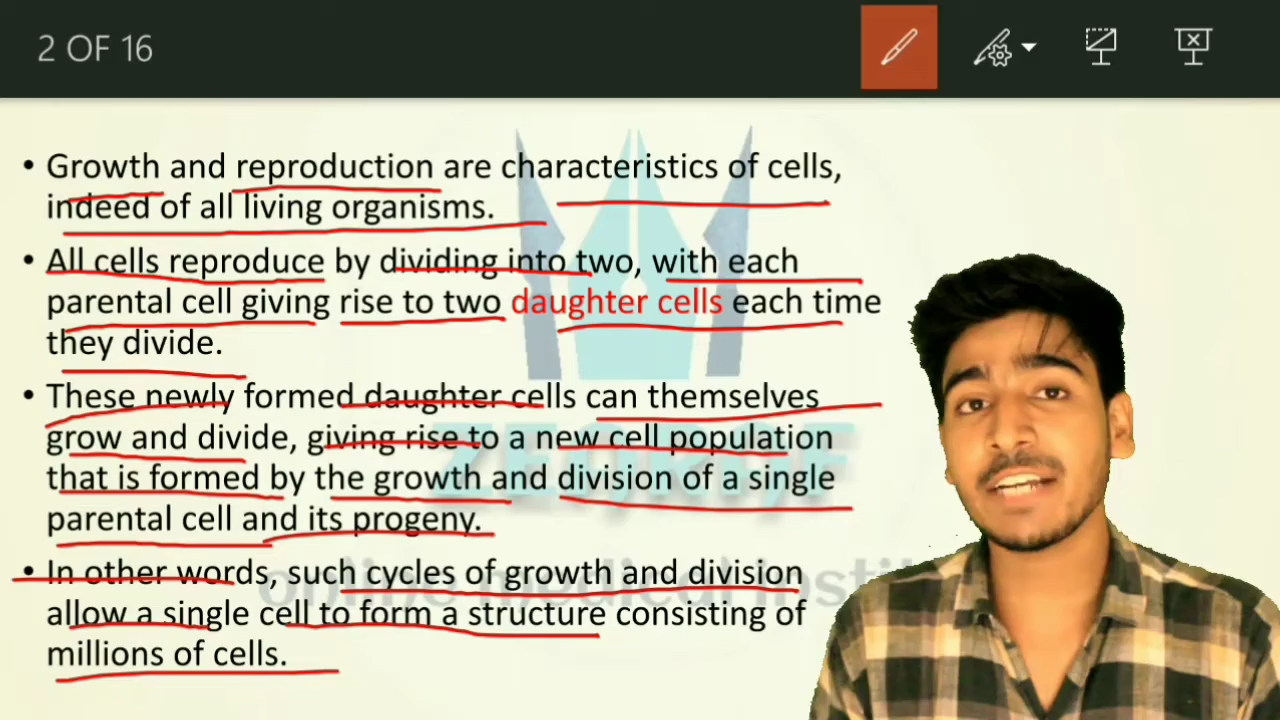 2 OF 16
• Growth and reproduction are characteristics of cells,
indeed of all living organisms.
• All cells reproduce by dividing into two, with each
parental cell giving rise to two daughter cells each time
they divide.
• These newly formed daughter cells can themselves
grow and divide, giving rise to a new cell population
that is formed by the growth and division of a single
parental cell and its progeny.
• In other words, such cycles of growth and division
allow a single cell to form a structure consisting of
millions of cells.
online medical